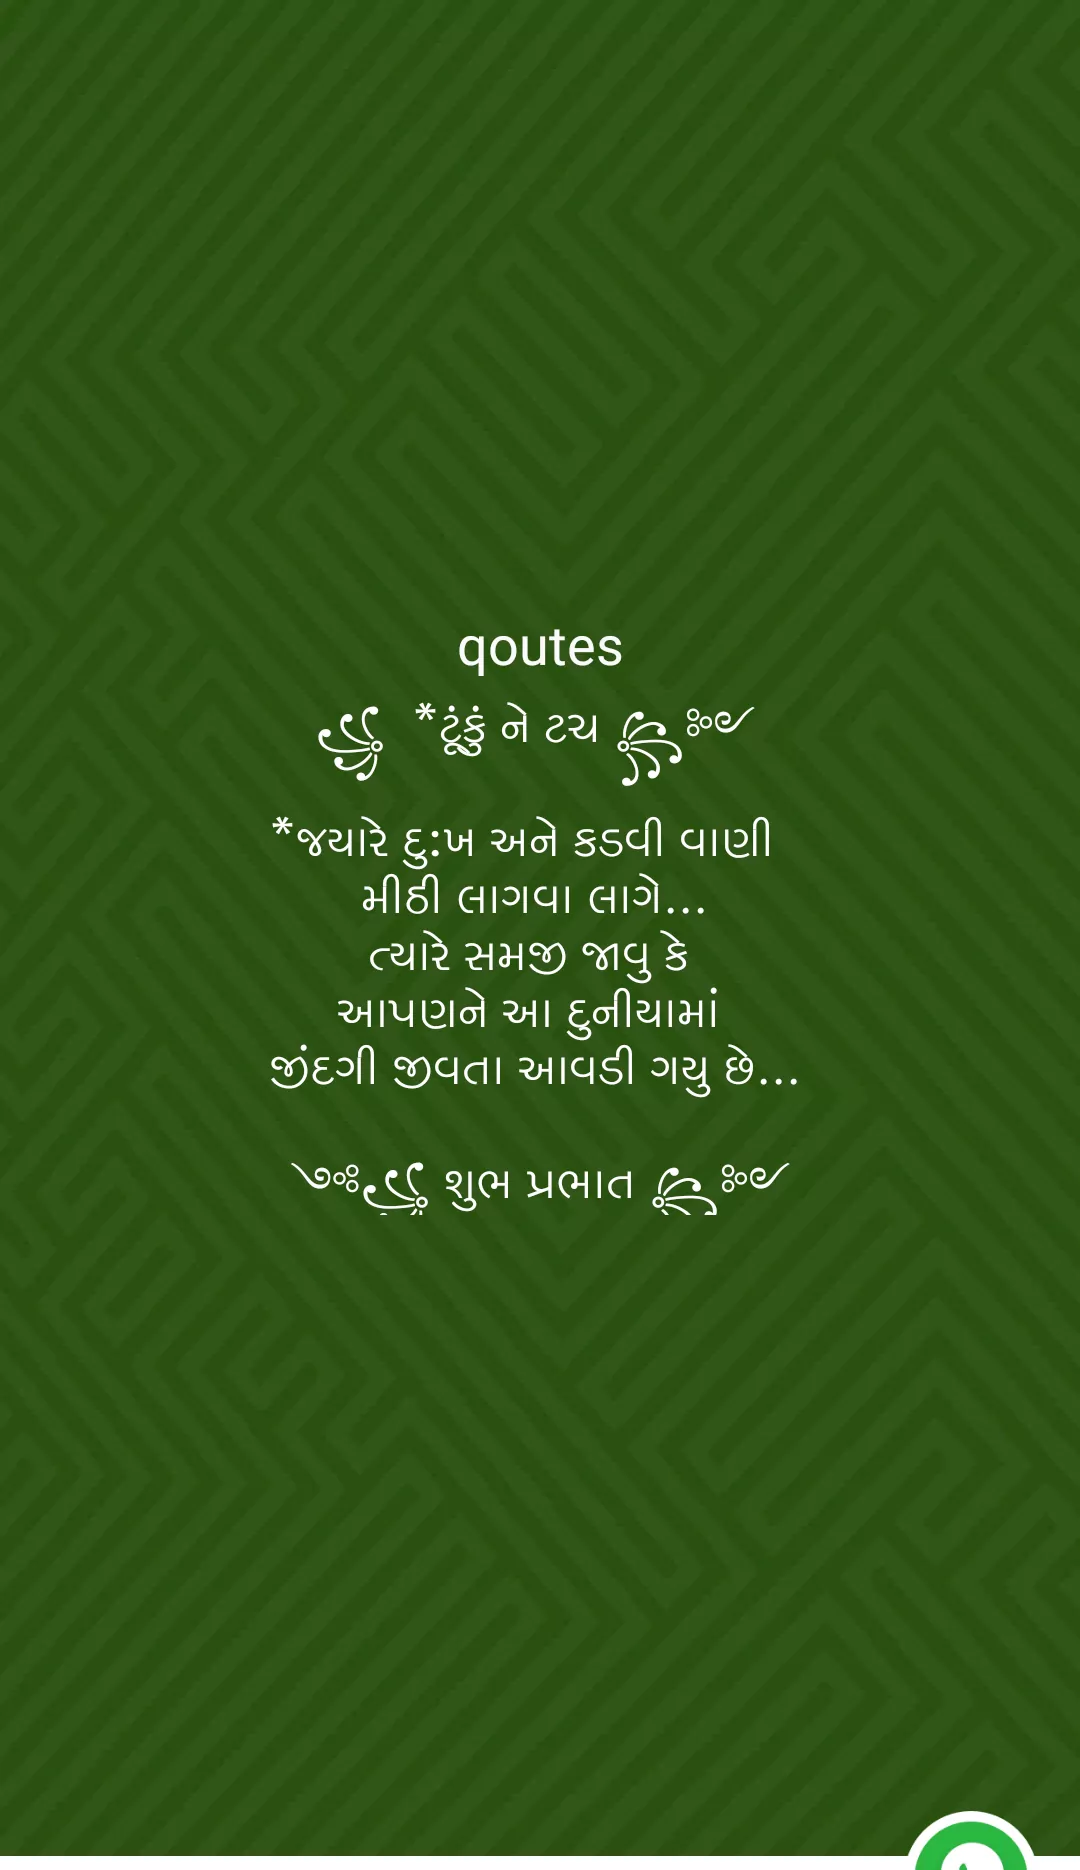 qoutes
꧁ *ટૂંકું ને ટચ ꧂༻
*જયારે દુ:ખ અને કડવી વાણી
મીઠી લાગવા લાગે...
ત્યારે સમજી જાવુ કે
આપણને આ દુનીયામાં
જીંદગી જીવતા આવડી ગયુ છે...
༺꧁ શુભ પ્રભાત ꧂༻